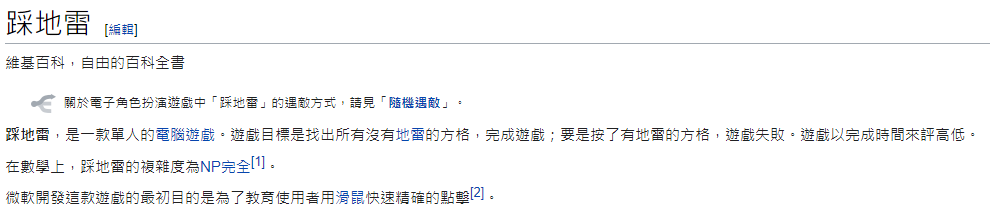 踩地雷 [編輯]
維基百科，自由的百科全書
關於電子角色扮演遊戲中「踩地雷」的遇敵方式，請見「隨機遇敵」。
踩地雷，是一款單人的電腦遊戲。遊戲目標是找出所有沒有地雷的方格，完成遊戲；要是按了有地雷的方格，遊戲失敗。遊戲以完成時間來評高低。
在數學上，踩地雷的複雜度為NP完全[1]。
微軟開發這款遊戲的最初目的是為了教育使用者用滑鼠快速精確的點擊[2]。